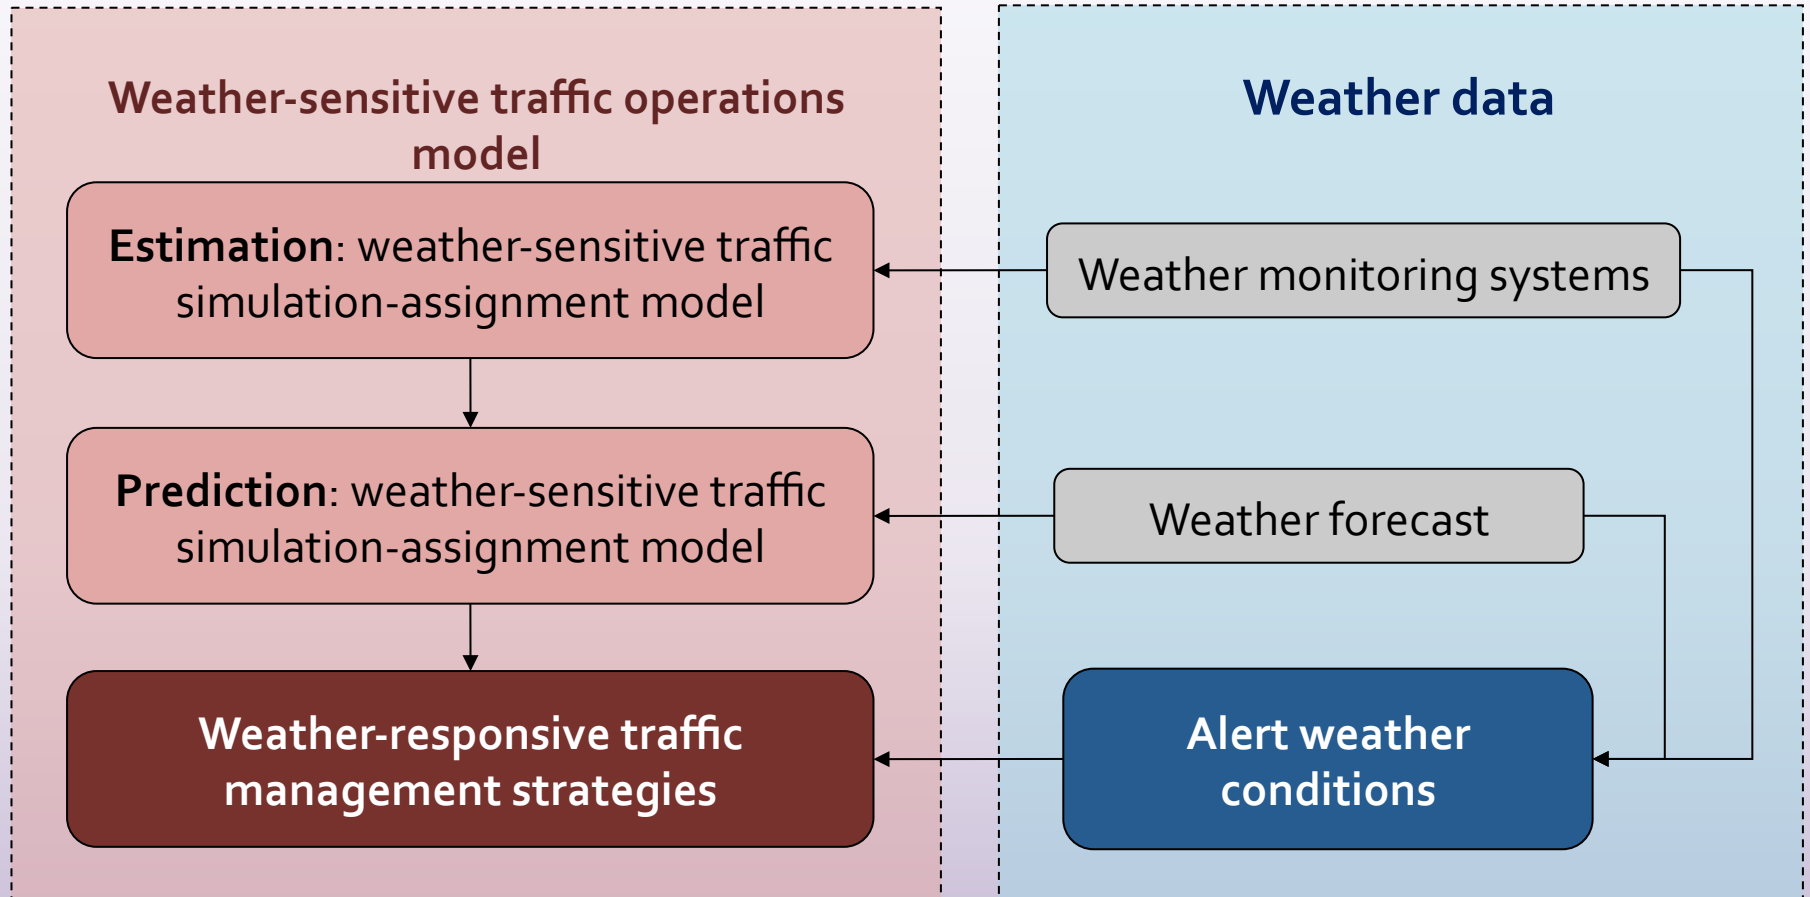 Weather-sensitive traffic operations
model
Estimation: weather-sensitive traffic
simulation-assignment model
Prediction: weather-sensitive traffic
simulation-assignment model
Weather-responsive traffic
management strategies
Weather data
Weather monitoring systems
Weather forecast
Alert weather
conditions